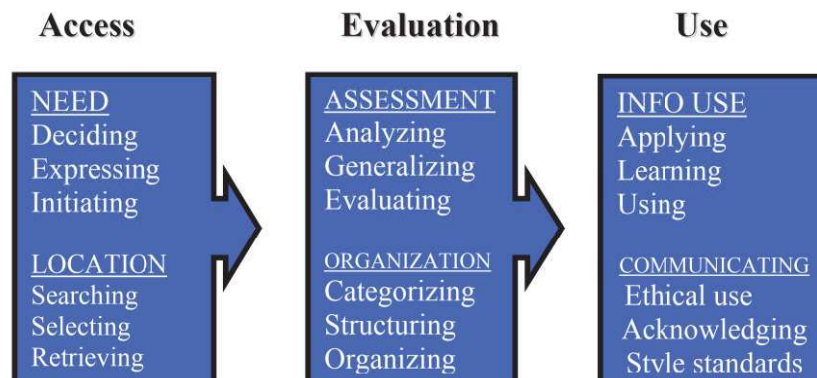 Access
Evaluation
Use
NEED
Deciding
Expressing
Initiating
LOCATION
Searching
Selecting
Retrieving
ASSESSMENT
Analyzing
Generalizing
Evaluating
ORGANIZATION
Categorizing
Structuring
Organizing
INFO USE
Applying
Learning
Using
COMMUNICATING
Ethical use
Acknowledging
Style standards